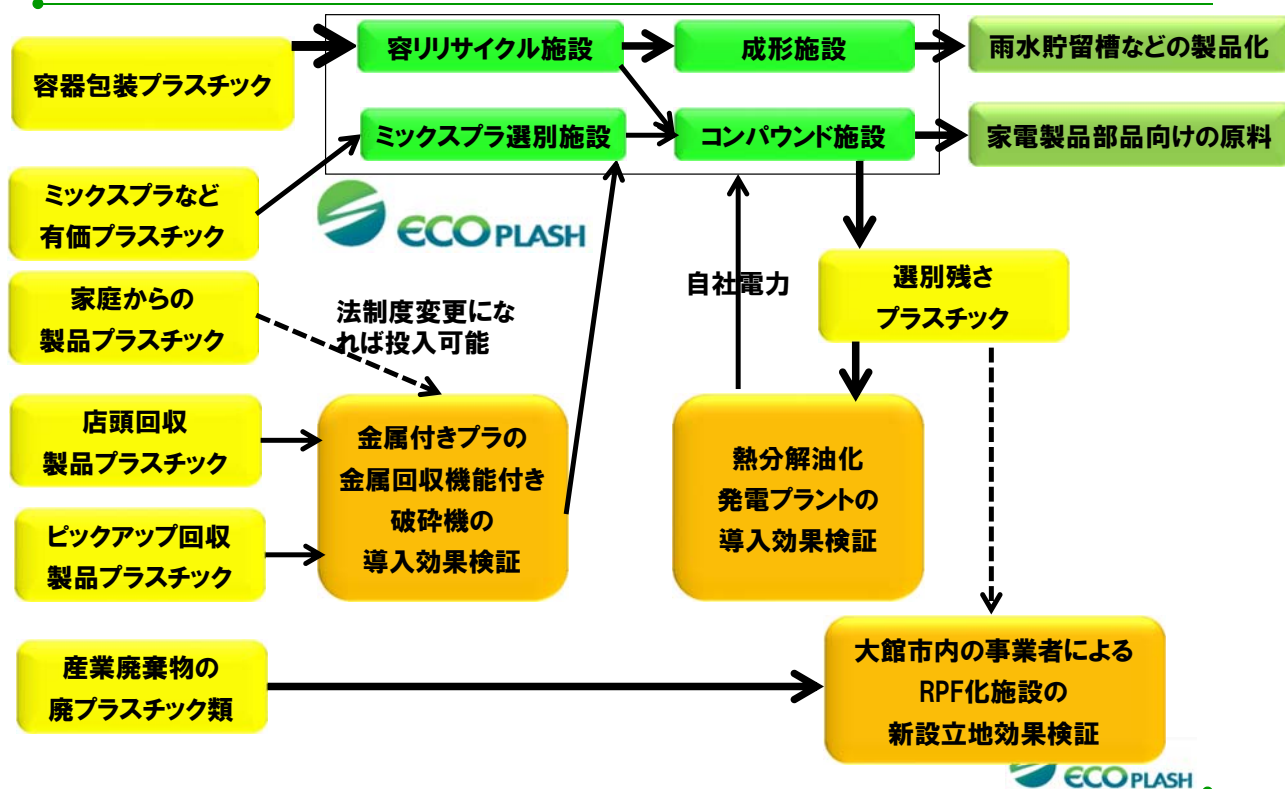 容器包装プラスチック
容リリサイクル施設
成形施設
雨水貯留槽などの製品化
ミックスプラ選別施設
コンパウンド施設
家電製品部品向けの原料
ミックスプラなど
有価プラスチック
ECO PLASH
家庭からの
製品プラスチック
法制度変更にな
れば投入可能
自社電力
選別残さ
プラスチック
店頭回収
製品プラスチック
ピックアップ回収
製品プラスチック
金属付きプラの
金属回収機能付き
破砕機の
導入効果検証
熱分解油化
発電プラントの
導入効果検証
産業廃棄物の
廃プラスチック類
大館市内の事業者による
RPF化施設の
新設立地効果検証
ECO PLASH